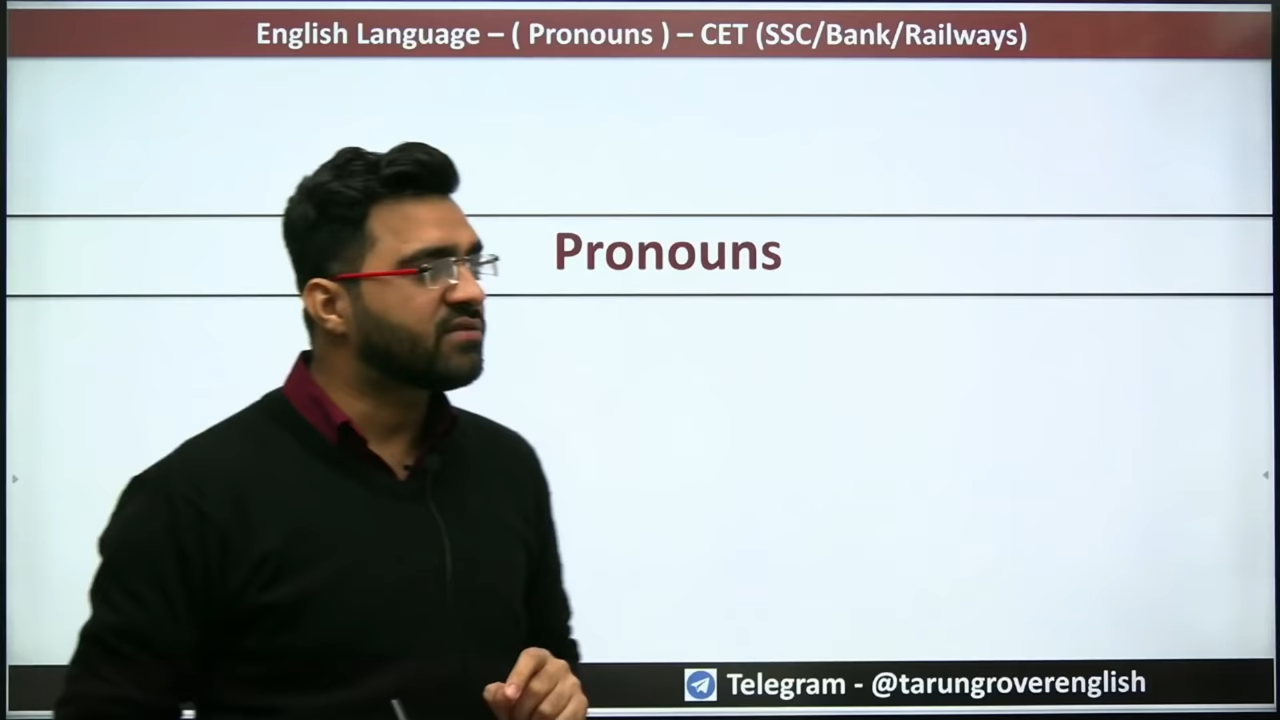 English Language – ( Pronouns ) – CET (SSC/Bank/Railways)
Pronouns
Telegram - @tarungroverenglish